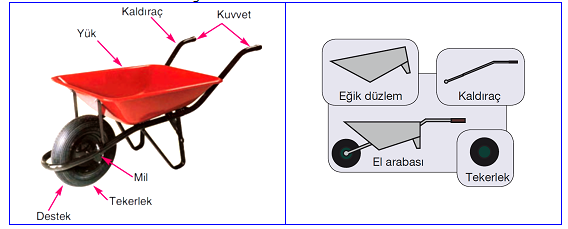 Kaldıraç
Kuvvet
Yük
Mil
Tekerlek
Destek
Eğik düzlem
Kaldıraç
El arabası
Tekerlek